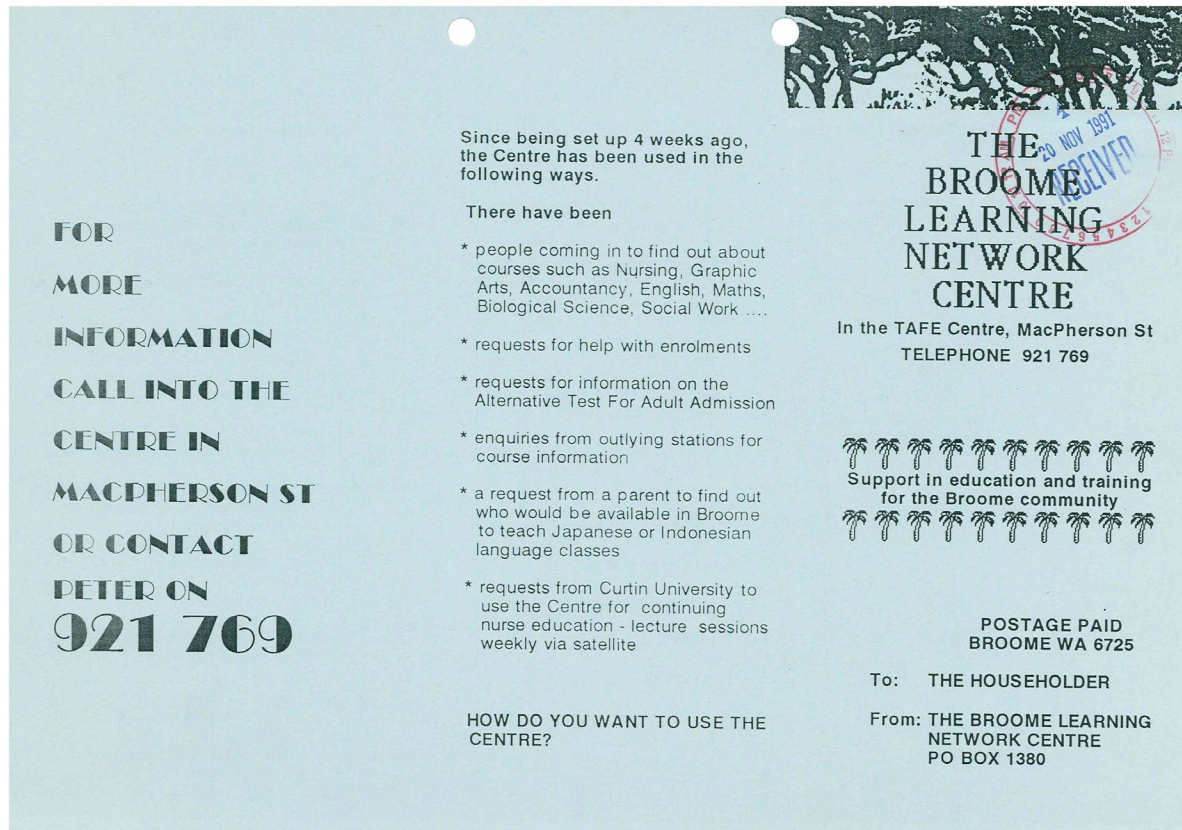 FOR
MORE
INFORMATION
CALL INTO THE
CENTRE IN
MACPHERSON ST
OR CONTACT
PETER ON
921 769
Since being set up 4 weeks ago,
the Centre has been used in the
following ways.
There have been
* people coming in to find out about
courses such as Nursing, Graphic
Arts, Accountancy, English, Maths,
Biological Science, Social Work ....
* requests for help with enrolments
* requests for information on the
Alternative Test For Adult Admission
* enquiries from outlying stations for
course information
* a request from a parent to find out
who would be available in Broome
to teach Japanese or Indonesian
language classes
* requests from Curtin University to
use the Centre for continuing
nurse education - lecture sessions
weekly via satellite
HOW DO YOU WANT TO USE THE
CENTRE?
THE
BROOME
LEARNING
NETWORK
CENTRE
20 NOV 1991
RECEIVED
In the TAFE Centre, MacPherson St
TELEPHONE 921 769
Support in education and training
for the Broome community
POSTAGE PAID
BROOME WA 6725
To: THE HOUSEHOLDER
From: THE BROOME LEARNING
NETWORK CENTRE
PO BOX 1380